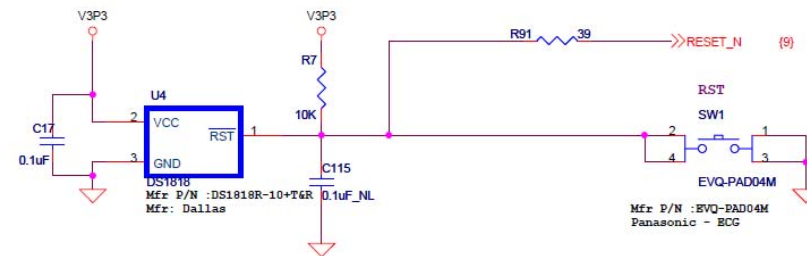 V3P3
V3P3
R91
39
RESET_N
{9}
R7
10K
U4
RST
SW1
C17
0.1uF
2
VCC
RST
1
3
GND
DS1818
Mfr P/N :DS1818R-10+T&R
Mfr: Dallas
C115
0.1uF_NL
2
1
4
3
EVQ-PAD04M
Mfr P/N :EVQ-PAD04M
Panasonic - ECG